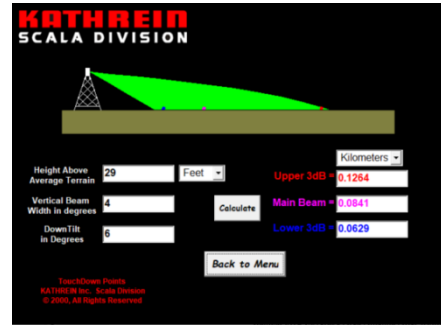 KATHREIN
SCALA DIVISION
Kilometers
Height Above
Average Terrain
29
Feet
Upper 3dB =
0.1264
Vertical Beam
Width in degrees
4
Calculate
Main Beam =
0.0841
DownTilt
in Degrees
6
Lower 3dB =
0.0629
Back to Menu
TouchDown Points
KATHREIN Inc. Scala Division
© 2000, All Rights Reserved